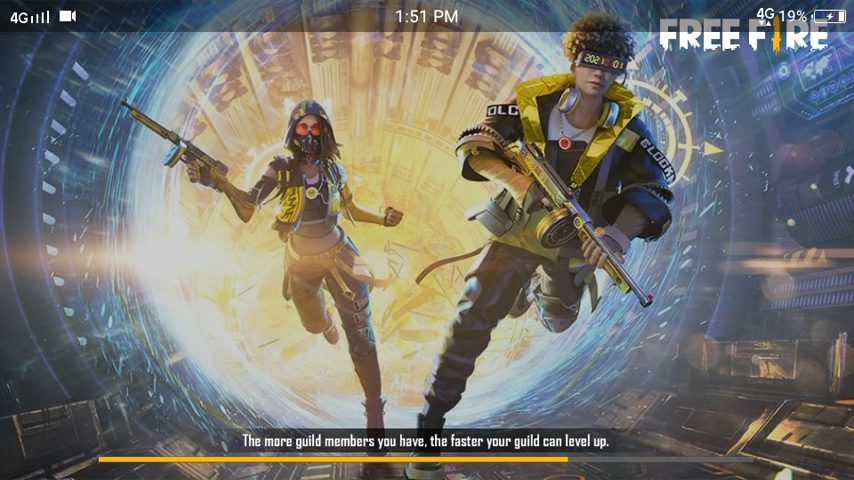 4G 1:51 PM 4G 19%
FREE FIRE
The more guild members you have, the faster your guild can level up.